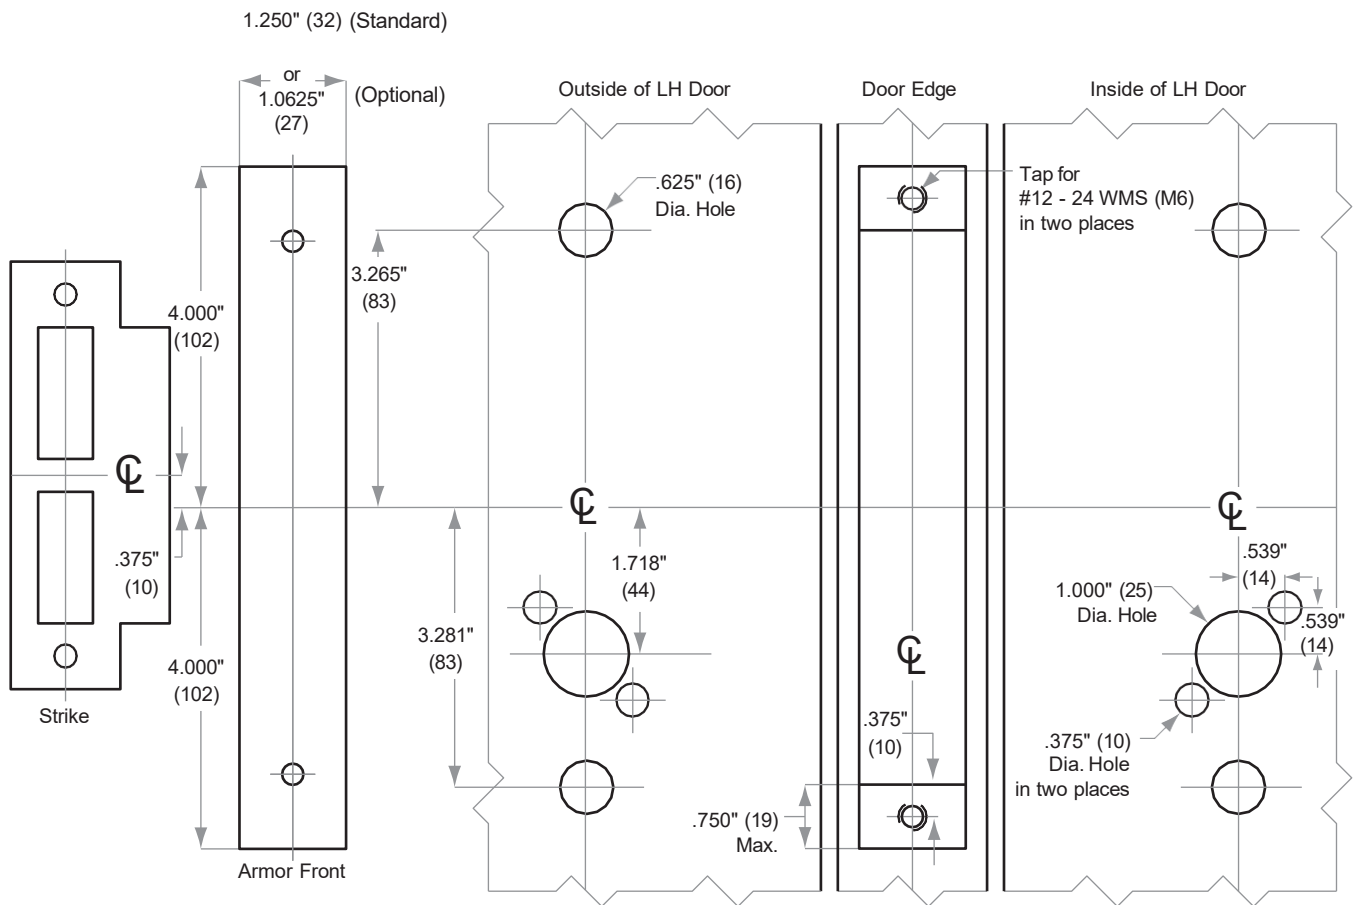 1.250" (32) (Standard)
or
1.0625"
(27)
(Optional)
Outside of LH Door
Door Edge
Inside of LH Door
.625" (16)
Dia. Hole
Tap for
#12 - 24 WMS (M6)
in two places
3.265"
(83)
4.000"
(102)
℄
℄
℄
.375"
(10)
1.718"
(44)
.539"
(14)
1.000" (25)
Dia. Hole
.539"
(14)
3.281"
(83)
℄
4.000"
(102)
Strike
.375"
(10)
.375" (10)
Dia. Hole
in two places
.750" (19)
Max.
Armor Front